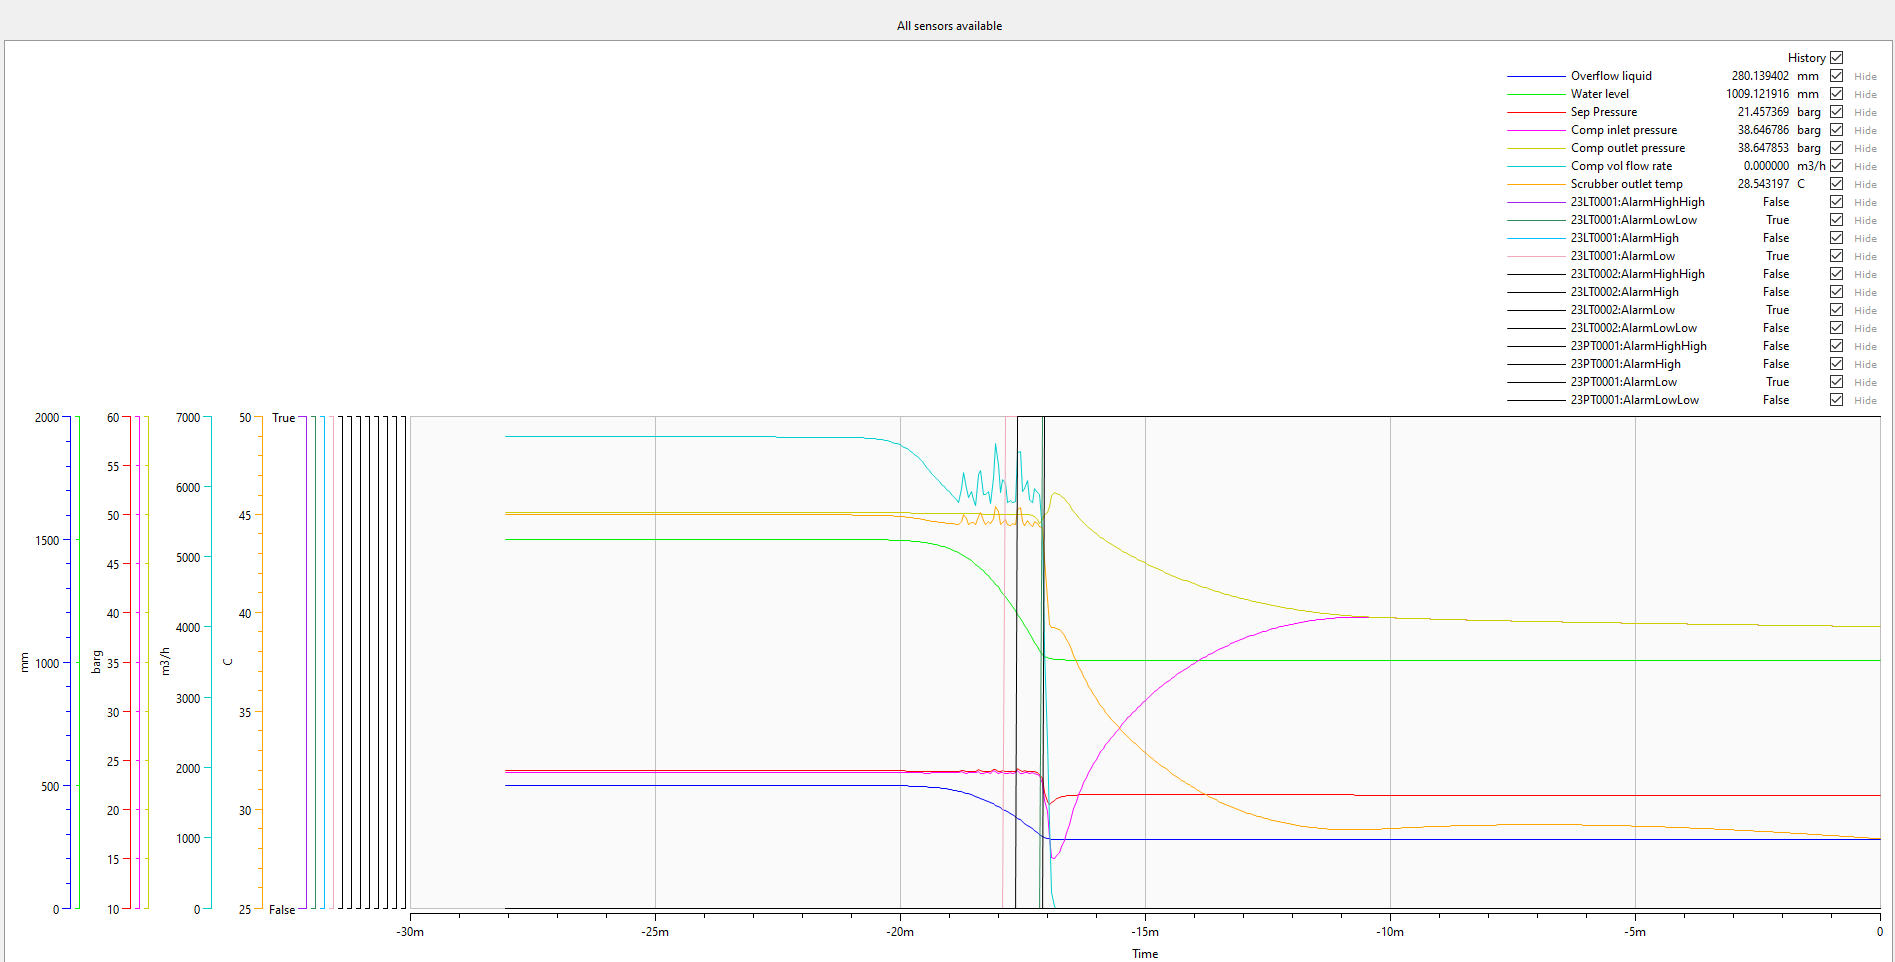 All sensors available
History
Overflow liquid 280.139402 mm Hide
Water level 1009.121916 mm Hide
Sep Pressure 21.457369 barg Hide
Comp inlet pressure 38.646786 barg Hide
Comp outlet pressure 38.647853 barg Hide
Comp vol flow rate 0.000000 m3/h Hide
Scrubber outlet temp 28.543197 C Hide
23LT0001:AlarmHighHigh False Hide
23LT0001:AlarmLowLow True Hide
23LT0001:AlarmHigh False Hide
23LT0001:AlarmLow True Hide
23LT0002:AlarmHighHigh False Hide
23LT0002:AlarmHigh False Hide
23LT0002:AlarmLow True Hide
23LT0002:AlarmLowLow False Hide
23PT0001:AlarmHighHigh False Hide
23PT0001:AlarmHigh False Hide
23PT0001:AlarmLow True Hide
23PT0001:AlarmLowLow False Hide
2000 60 7000 50 True
55
6000
50 45
1500
5000
45
40 40
4000
mm 1000 barg 35 m3/h C
3000
30 35
25 2000
500
20 30
1000
15
0 10 0 25 False
-30m -25m -20m -15m -10m -5m 0
Time